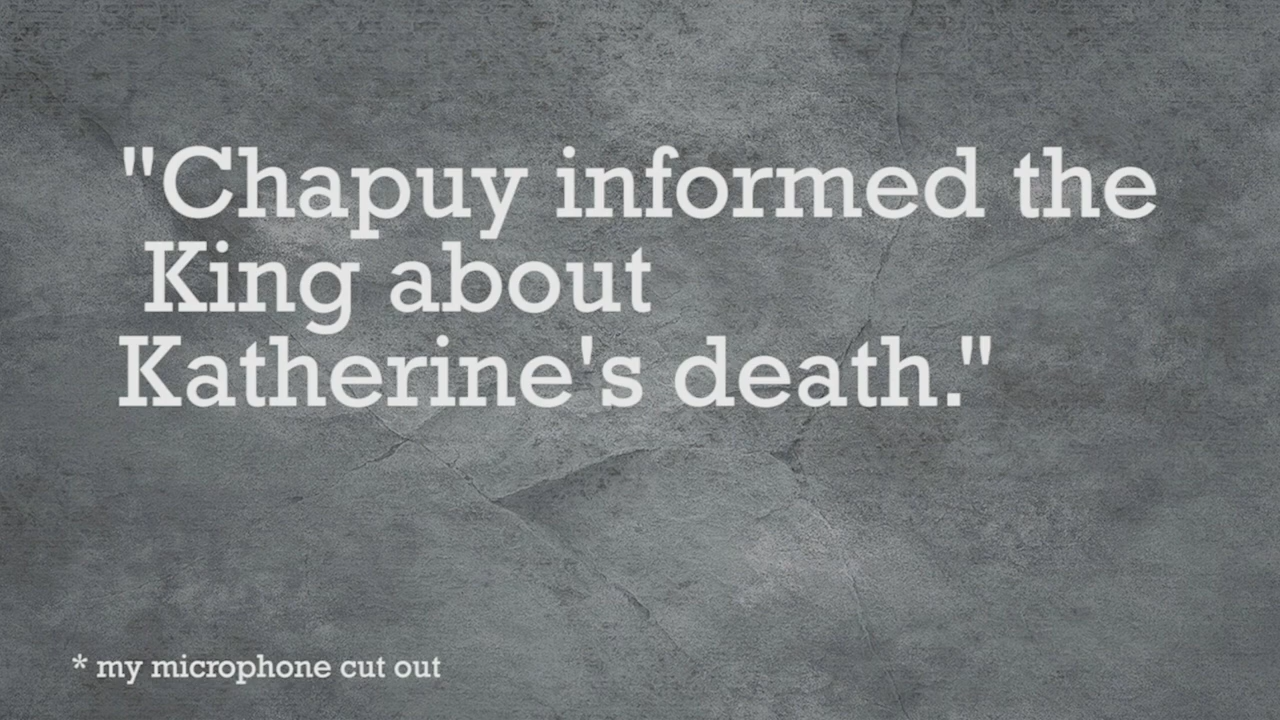 "Chapuy informed the
King about
Katherine's death."
* my microphone cut out